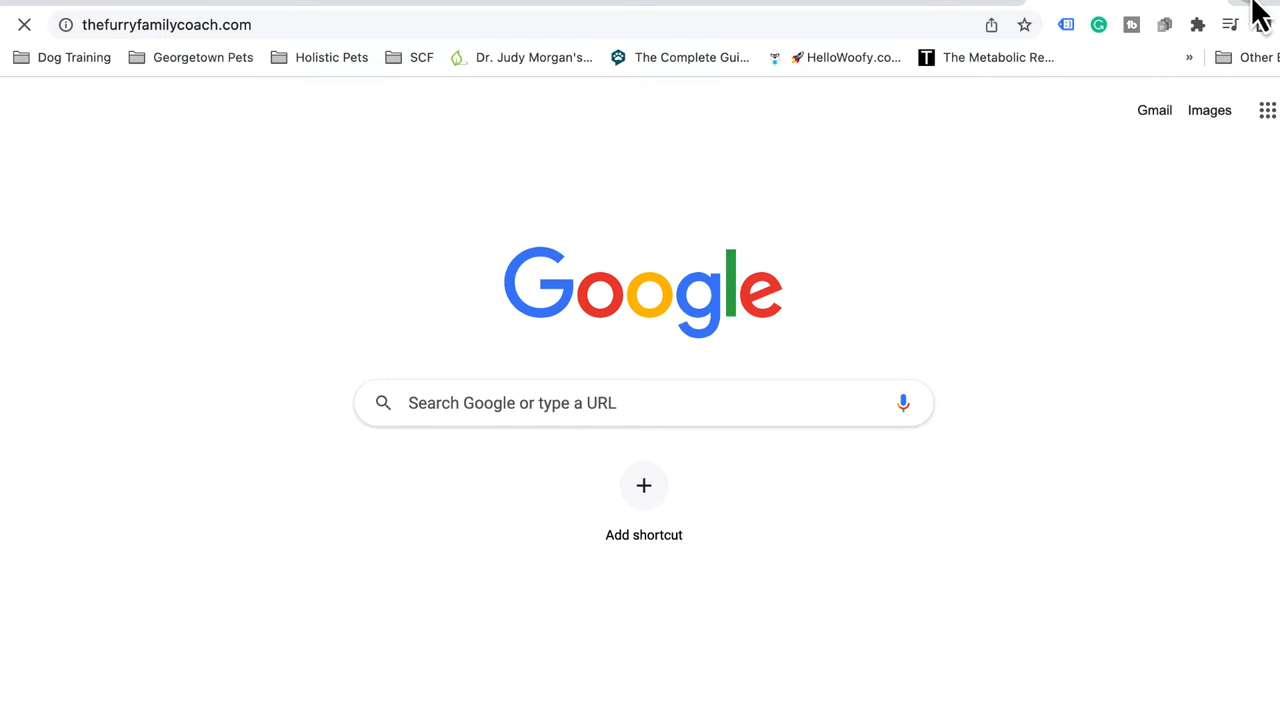 thefurryfamilycoach.com
Dog Training Georgetown Pets Holistic Pets SCF Dr. Judy Morgan's... The Complete Gui... 🚀HelloWoofy.co... T The Metabolic Re... » Other
Gmail Images
Google
Search Google or type a URL
Add shortcut